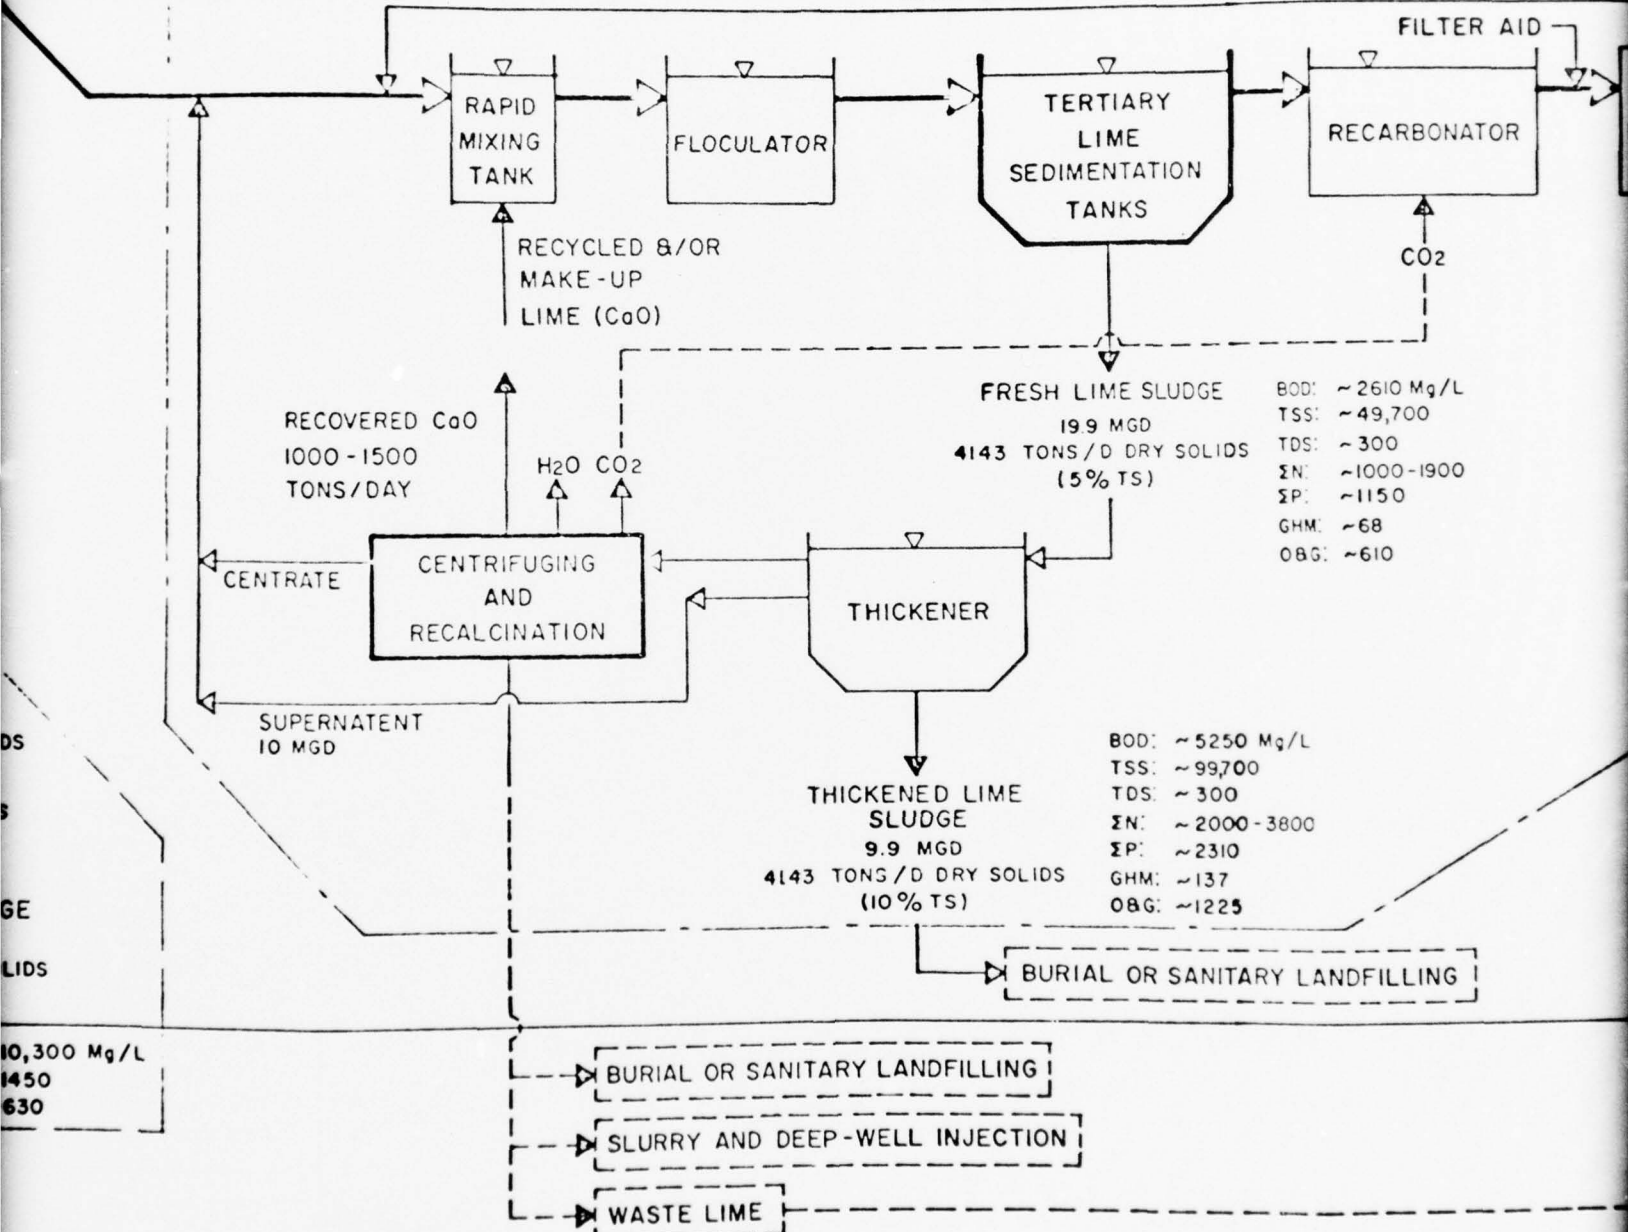 FILTER AID
RAPID
MIXING
TANK
FLOCULATOR
TERTIARY
LIME
SEDIMENTATION
TANKS
RECARBONATOR
RECYCLED &/OR
MAKE-UP
LIME (CaO)
CO2
RECOVERED CaO
1000-1500
TONS/DAY
H2O CO2
FRESH LIME SLUDGE
19.9 MGD
4143 TONS/D DRY SOLIDS
(5% TS)
BOD: ~2610 Mg/L
TSS: ~49,700
TDS: ~300
ΣN: ~1000-1900
ΣP: ~1150
GHM: ~68
O&G: ~610
CENTRIFUGING
AND
RECALCINATION
CENTRATE
THICKENER
SUPERNATENT
10 MGD
THICKENED LIME
SLUDGE
9.9 MGD
4143 TONS/D DRY SOLIDS
(10% TS)
BOD: ~5250 Mg/L
TSS: ~99,700
TDS: ~300
ΣN: ~2000-3800
ΣP: ~2310
GHM: ~137
O&G: ~1225
DS
S
GE
LIDS
BURIAL OR SANITARY LANDFILLING
10,300 Mg/L
1450
630
BURIAL OR SANITARY LANDFILLING
SLURRY AND DEEP-WELL INJECTION
WASTE LIME